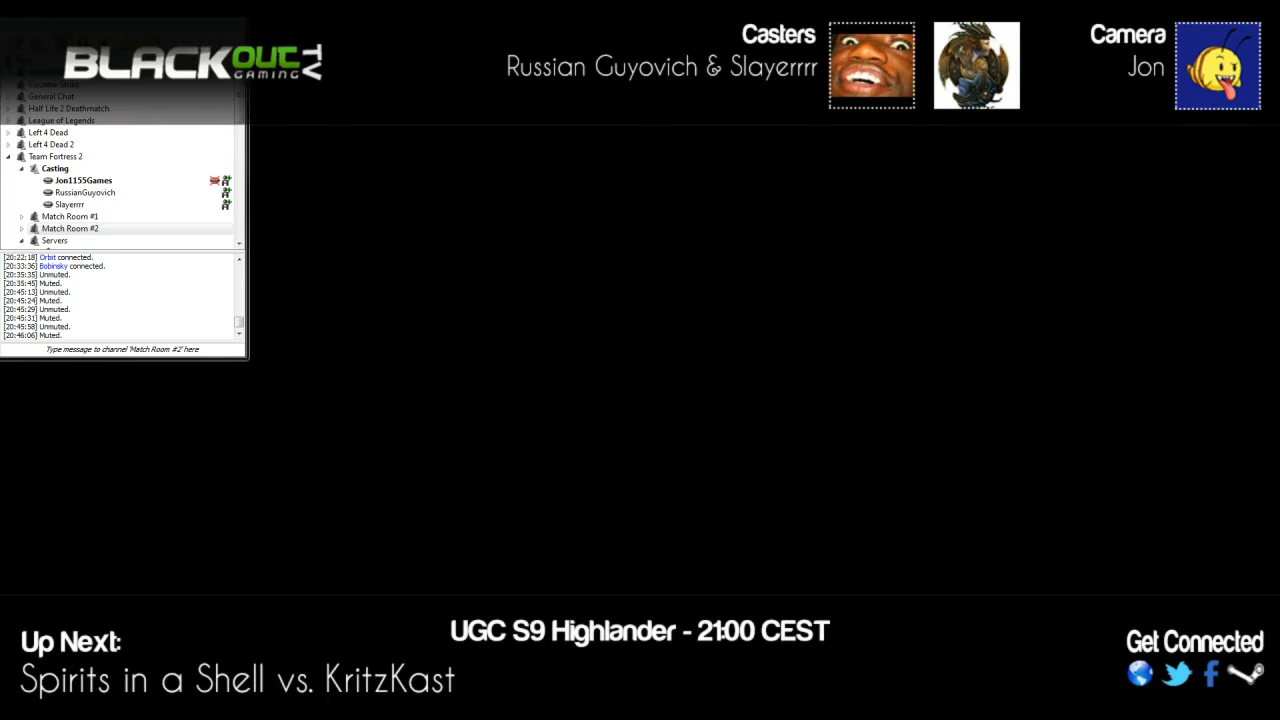 BLACKOUT
GAMING
TV
Casters
Russian Guyovich & Slayerrrr
Camera
Jon
Counter Strike
General Chat
Half Life 2 Deathmatch
League of Legends
Left 4 Dead
Left 4 Dead 2
Team Fortress 2
Casting
Jon1155Games
RussianGuyovich
Slayerrrr
Match Room #1
Match Room #2
Servers
[20:22:18] Orbit connected.
[20:33:36] Bobinsky connected.
[20:35:35] Unmuted.
[20:35:45] Muted.
[20:45:13] Unmuted.
[20:45:24] Muted.
[20:45:29] Unmuted.
[20:45:31] Muted.
[20:45:58] Unmuted.
[20:46:06] Muted.
Type message to channel 'Match Room #2' here
UGC S9 Highlander - 21:00 CEST
Up Next:
Spirits in a Shell vs. KritzKast
Get Connected